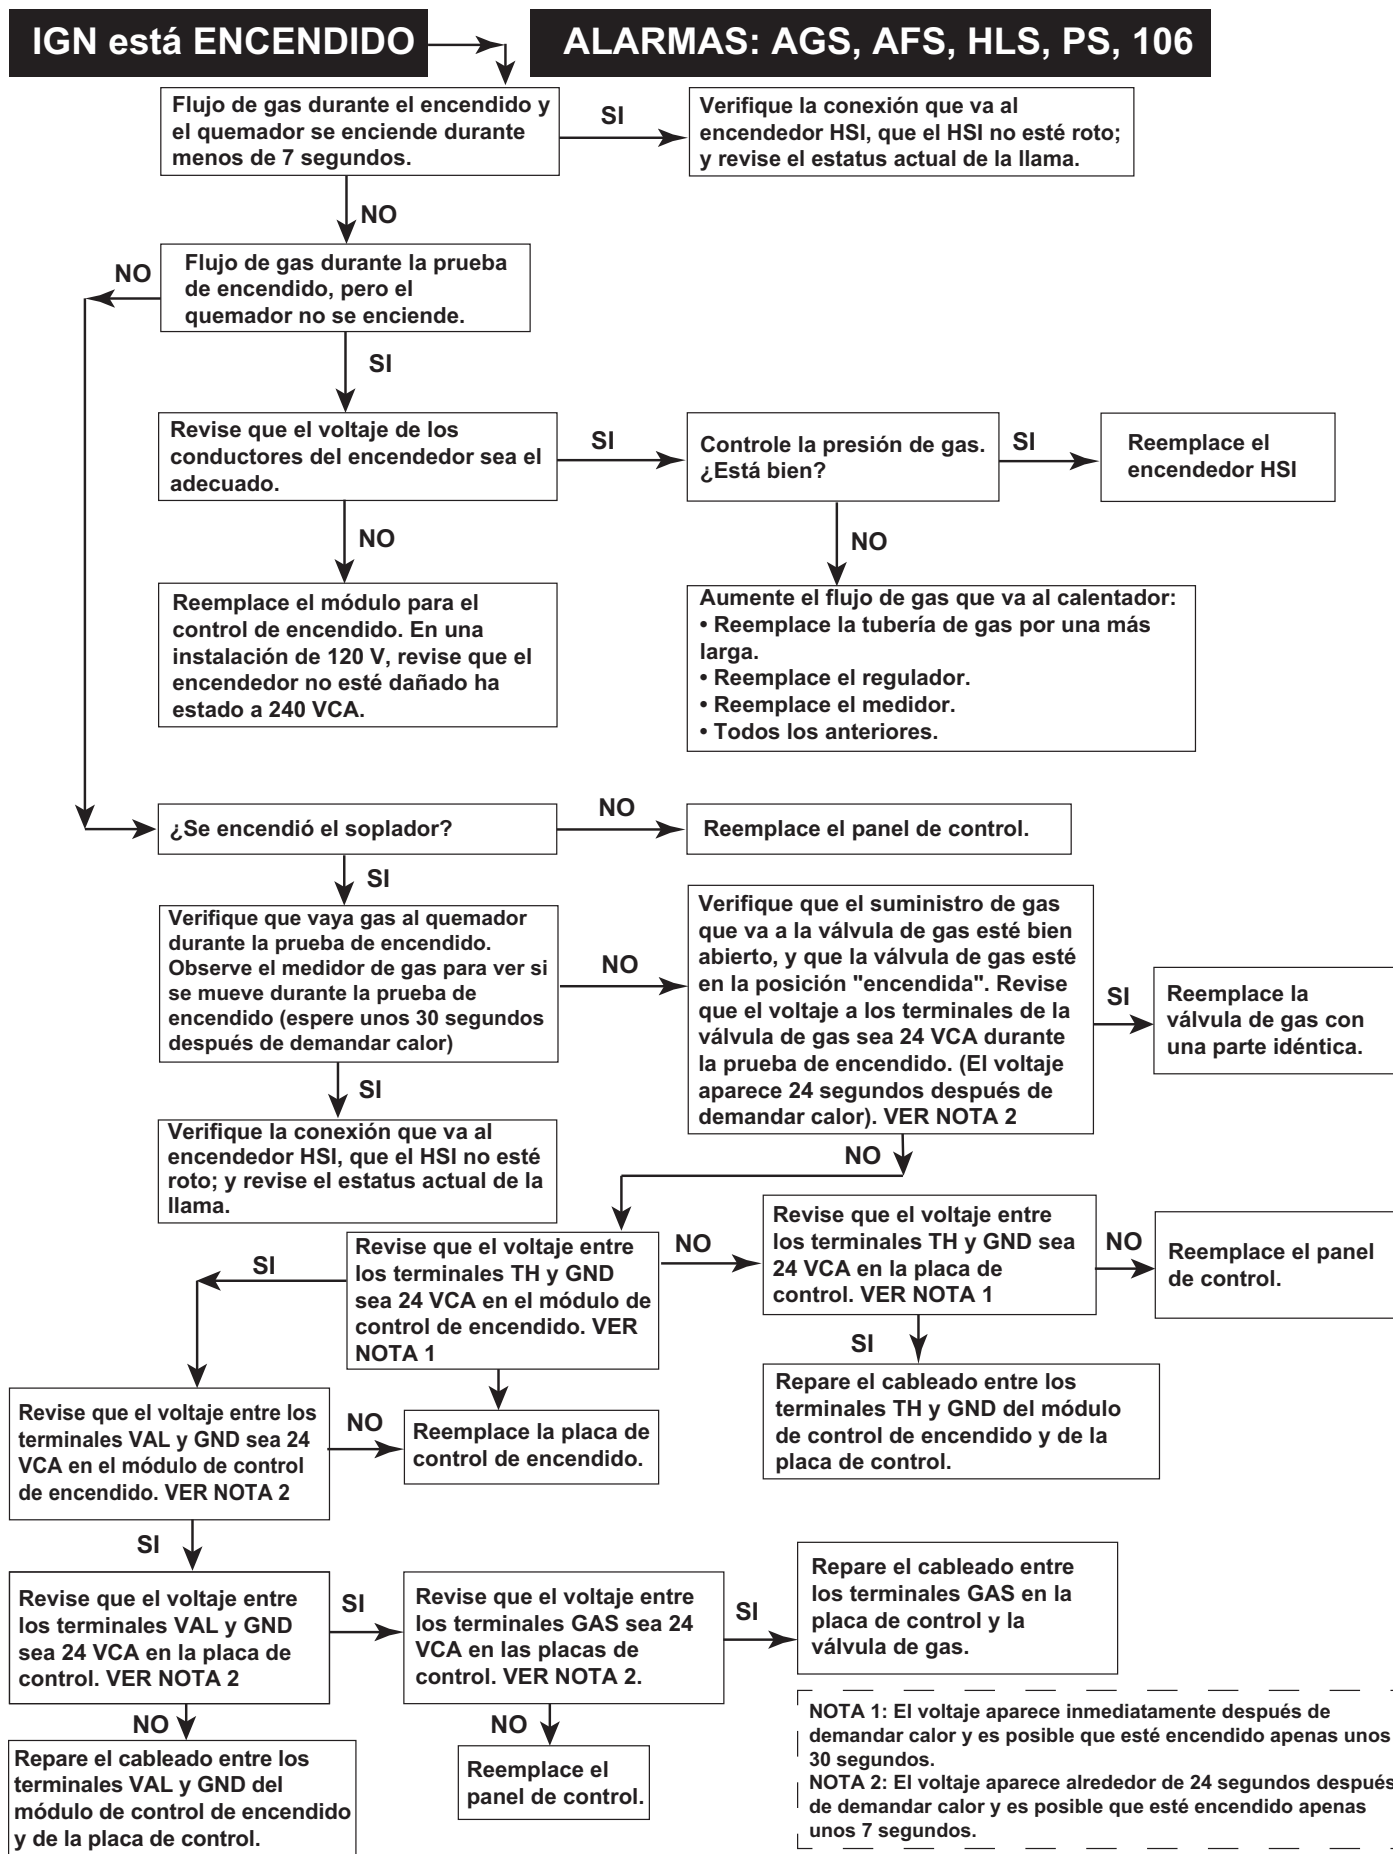 IGN está ENCENDIDO
ALARMAS: AGS, AFS, HLS, PS, 106
Flujo de gas durante el encendido y
el quemador se enciende durante
menos de 7 segundos.
SI
Verifique la conexión que va al
encendedor HSI, que el HSI no esté roto;
y revise el estatus actual de la llama.
NO
NO
Flujo de gas durante la prueba
de encendido, pero el
quemador no se enciende.
SI
Revise que el voltaje de los
conductores del encendedor sea el
adecuado.
SI
Controle la presión de gas.
¿Está bien?
SI
Reemplace el
encendedor HSI
NO
NO
Reemplace el módulo para el
control de encendido. En una
instalación de 120 V, revise que el
encendedor no esté dañado ha
estado a 240 VCA.
Aumente el flujo de gas que va al calentador:
• Reemplace la tubería de gas por una más
larga.
• Reemplace el regulador.
• Reemplace el medidor.
• Todos los anteriores.
¿Se encendió el soplador?
NO
Reemplace el panel de control.
SI
Verifique que vaya gas al quemador
durante la prueba de encendido.
Observe el medidor de gas para ver si
se mueve durante la prueba de
encendido (espere unos 30 segundos
después de demandar calor)
NO
Verifique que el suministro de gas
que va a la válvula de gas esté bien
abierto, y que la válvula de gas esté
en la posición "encendida". Revise
que el voltaje a los terminales de la
válvula de gas sea 24 VCA durante
la prueba de encendido. (El voltaje
aparece 24 segundos después de
demandar calor). VER NOTA 2
SI
Reemplace la
válvula de gas con
una parte idéntica.
SI
Verifique la conexión que va al
encendedor HSI, que el HSI no esté
roto; y revise el estatus actual de la
llama.
NO
Revise que el voltaje entre
los terminales TH y GND
sea 24 VCA en el módulo de
control de encendido. VER
NOTA 1
SI
NO
Revise que el voltaje entre
los terminales TH y GND sea
24 VCA en la placa de
control. VER NOTA 1
NO
Reemplace el panel
de control.
SI
Repare el cableado entre los
terminales TH y GND del módulo
de control de encendido y de la
placa de control.
Revise que el voltaje entre los
terminales VAL y GND sea 24
VCA en el módulo de control
de encendido. VER NOTA 2
NO
Reemplace la placa de
control de encendido.
SI
Revise que el voltaje entre
los terminales VAL y GND
sea 24 VCA en la placa de
control. VER NOTA 2
SI
Revise que el voltaje entre
los terminales GAS sea 24
VCA en las placas de
control. VER NOTA 2.
SI
Repare el cableado entre
los terminales GAS en la
placa de control y la
válvula de gas.
NO
Repare el cableado entre los
terminales VAL y GND del
módulo de control de encendido
y de la placa de control.
NO
Reemplace el
panel de control.
NOTA 1: El voltaje aparece inmediatamente después de
demandar calor y es posible que esté encendido apenas unos
30 segundos.
NOTA 2: El voltaje aparece alrededor de 24 segundos después
de demandar calor y es posible que esté encendido apenas
unos 7 segundos.